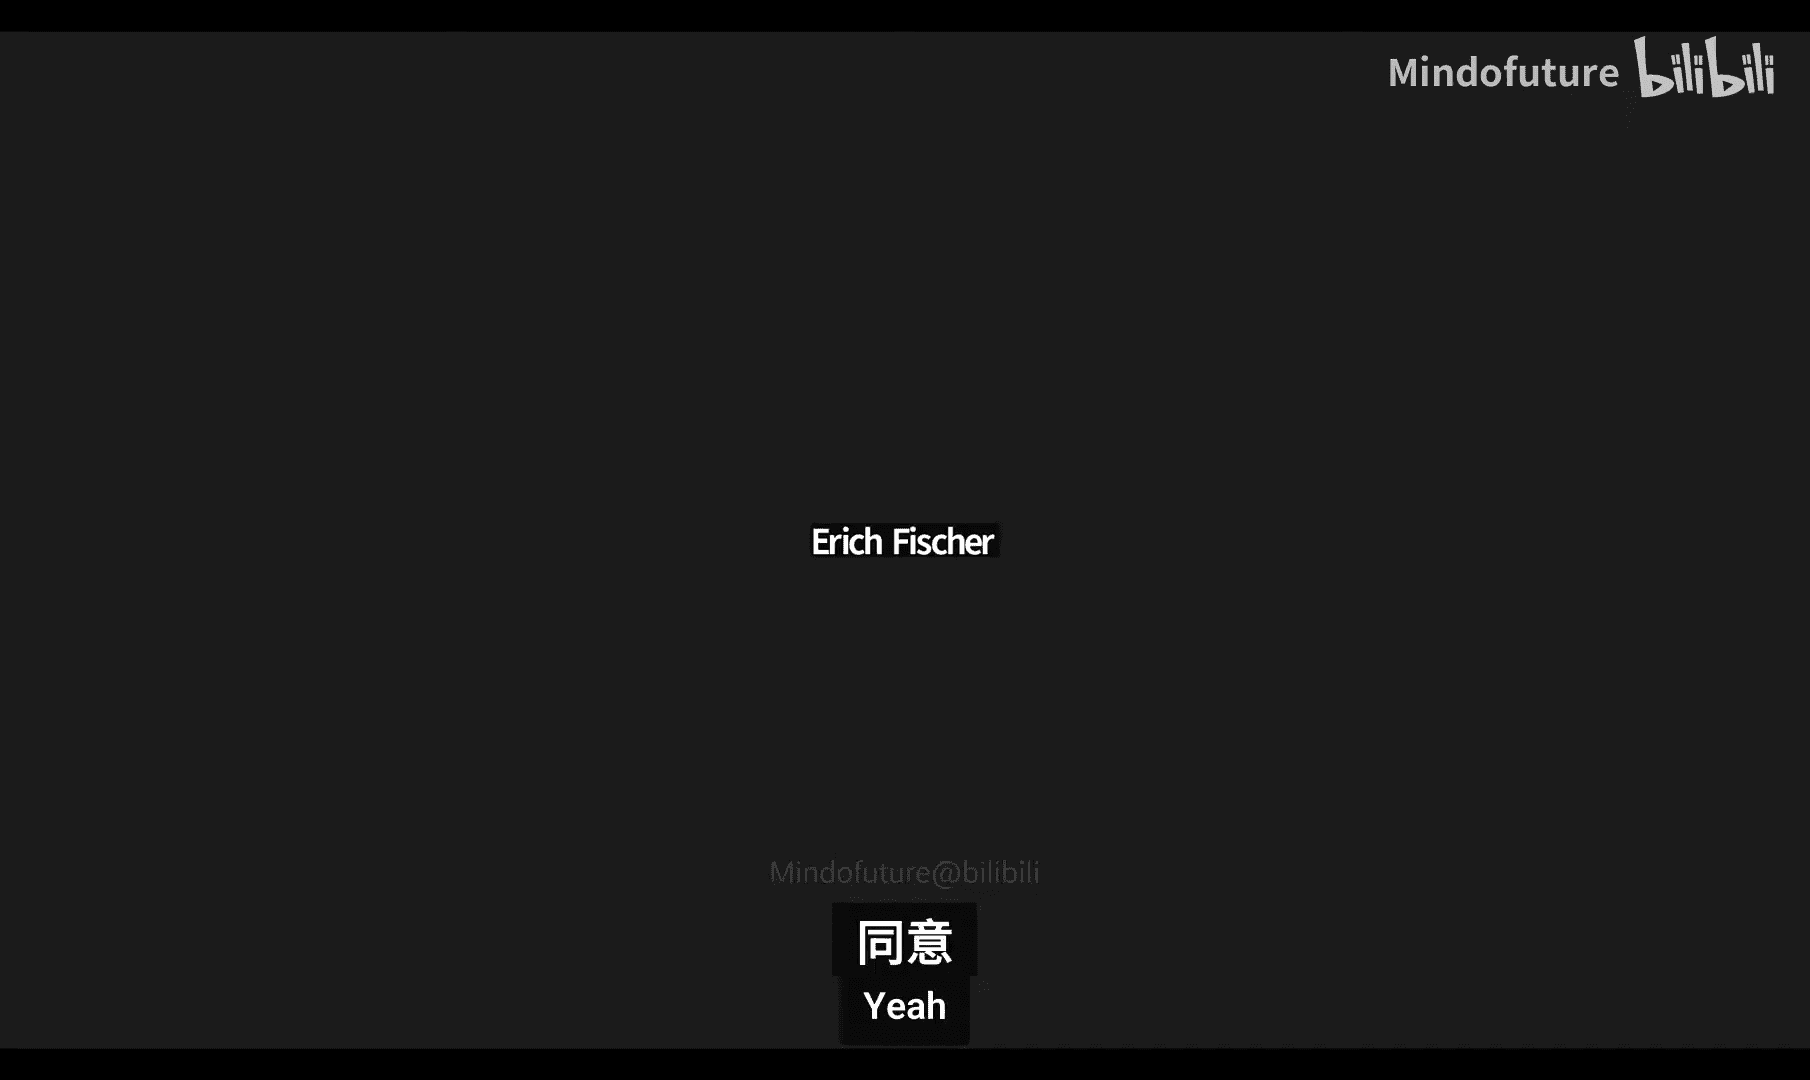 Mindofuture bilibili
Erich Fischer
Mindofuture@bilibili
同意
Yeah